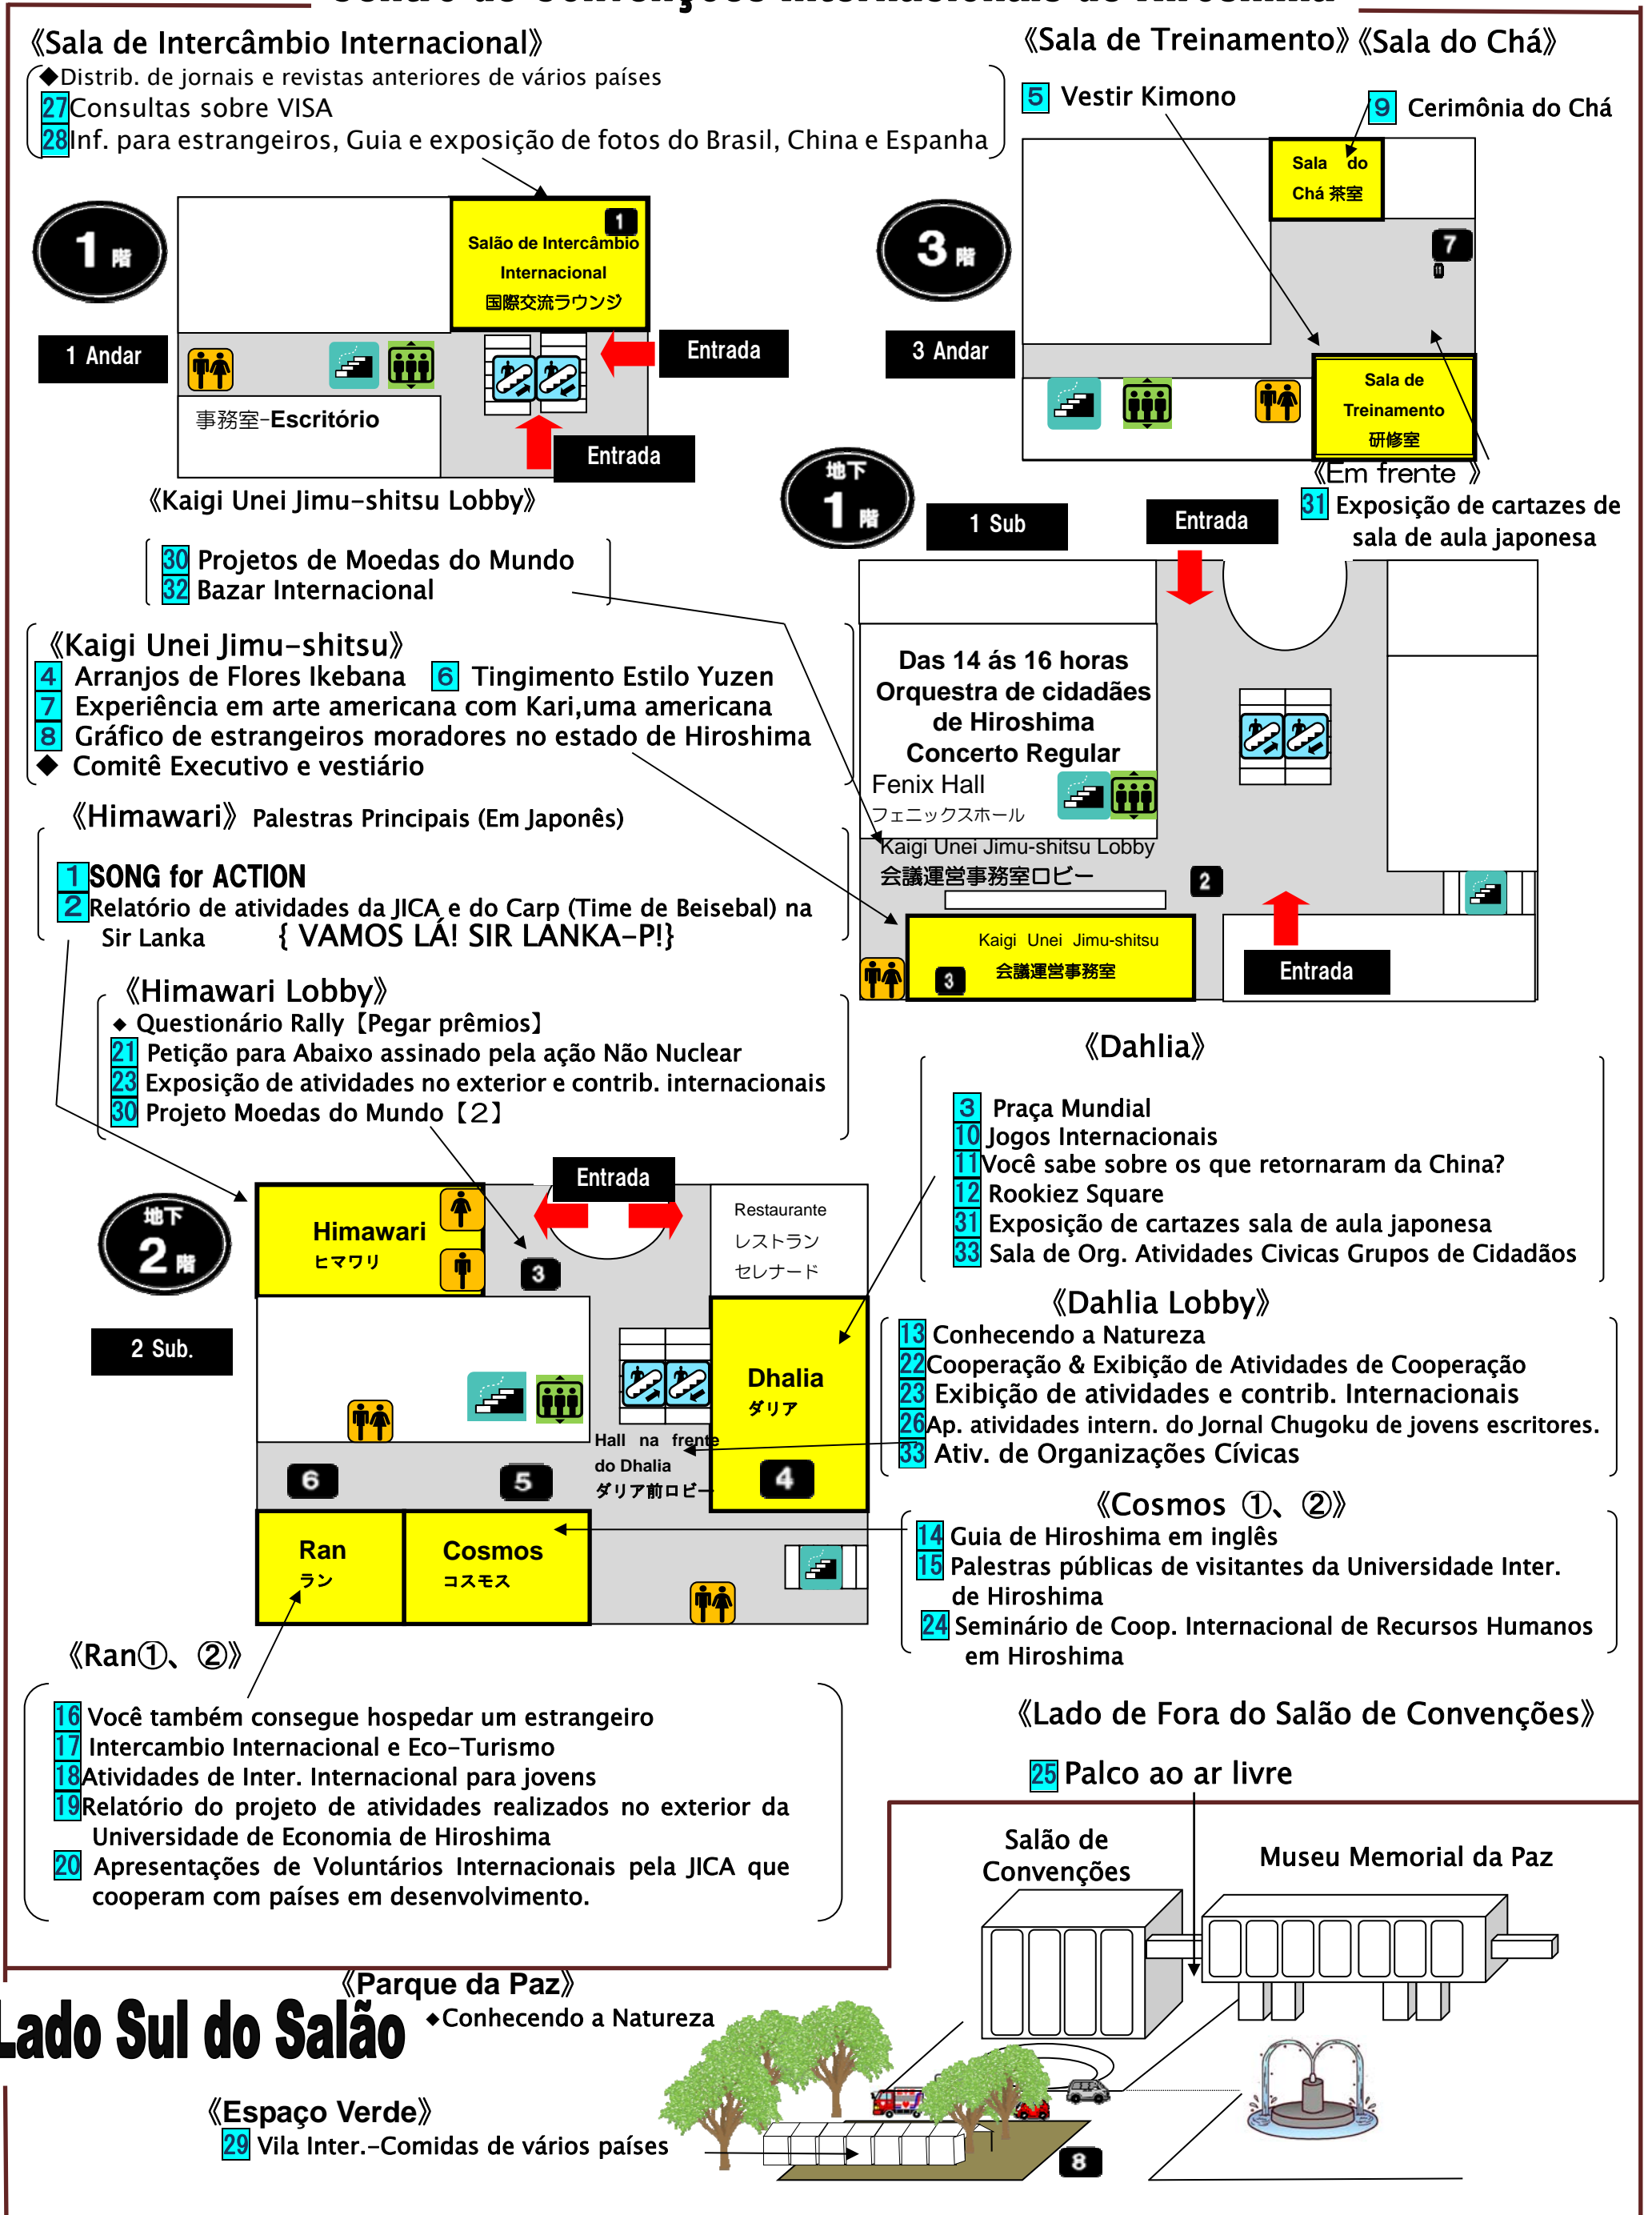 Centro de Convenções Internacionais de Hiroshima
《Sala de Intercâmbio Internacional》
◆Distrib. de jornais e revistas anteriores de vários países
27 Consultas sobre VISA
28 Inf. para estrangeiros, Guia e exposição de fotos do Brasil, China e Espanha
《Sala de Treinamento》《Sala do Chá》
5 Vestir Kimono
9 Cerimônia do Chá
1階
1 Andar
1
Salão de Intercâmbio
Internacional
国際交流ラウンジ
Entrada
事務室-Escritório
Entrada
3階
3 Andar
Sala do
Chá 茶室
7
Sala de
Treinamento
研修室
《Em frente 》
31 Exposição de cartazes de
sala de aula japonesa
《Kaigi Unei Jimu-shitsu Lobby》
30 Projetos de Moedas do Mundo
32 Bazar Internacional
地下
1階
1 Sub
Entrada
《Kaigi Unei Jimu-shitsu》
4 Arranjos de Flores Ikebana 6 Tingimento Estilo Yuzen
7 Experiência em arte americana com Kari,uma americana
8 Gráfico de estrangeiros moradores no estado de Hiroshima
◆ Comitê Executivo e vestiário
Das 14 ás 16 horas
Orquestra de cidadães
de Hiroshima
Concerto Regular
Fenix Hall
フェニックスホール
Kaigi Unei Jimu-shitsu Lobby
会議運営事務室ロビー
2
Kaigi Unei Jimu-shitsu
会議運営事務室
3
Entrada
《Himawari》Palestras Principais (Em Japonês)
1 SONG for ACTION
2 Relatório de atividades da JICA e do Carp (Time de Beisebal) na
Sir Lanka { VAMOS LÁ! SIR LANKA-P!}
《Himawari Lobby》
◆ Questionário Rally【Pegar prêmios】
21 Petição para Abaixo assinado pela ação Não Nuclear
23 Exposição de atividades no exterior e contrib. internacionais
30 Projeto Moedas do Mundo【2】
《Dahlia》
3 Praça Mundial
10 Jogos Internacionais
11 Você sabe sobre os que retornaram da China?
12 Rookiez Square
31 Exposição de cartazes sala de aula japonesa
33 Sala de Org. Atividades Civicas Grupos de Cidadãos
地下
2階
2 Sub.
Himawari
ヒマワリ
Entrada
3
Restaurante
レストラン
セレナード
Dhalia
ダリア
4
Hall na frente
do Dhalia
ダリア前ロビー
6
5
Ran
ラン
Cosmos
コスモス
《Dahlia Lobby》
13 Conhecendo a Natureza
22 Cooperação & Exibição de Atividades de Cooperação
23 Exibição de atividades e contrib. Internacionais
26 Ap. atividades intern. do Jornal Chugoku de jovens escritores.
33 Ativ. de Organizações Cívicas
《Cosmos ①、②》
14 Guia de Hiroshima em inglês
15 Palestras públicas de visitantes da Universidade Inter.
de Hiroshima
24 Seminário de Coop. Internacional de Recursos Humanos
em Hiroshima
《Ran①、②》
16 Você também consegue hospedar um estrangeiro
17 Intercambio Internacional e Eco-Turismo
18 Atividades de Inter. Internacional para jovens
19 Relatório do projeto de atividades realizados no exterior da
Universidade de Economia de Hiroshima
20 Apresentações de Voluntários Internacionais pela JICA que
cooperam com países em desenvolvimento.
《Lado de Fora do Salão de Convenções》
25 Palco ao ar livre
Salão de
Convenções
Museu Memorial da Paz
《Parque da Paz》
Lado Sul do Salão
◆Conhecendo a Natureza
《Espaço Verde》
29 Vila Inter.-Comidas de vários países
8